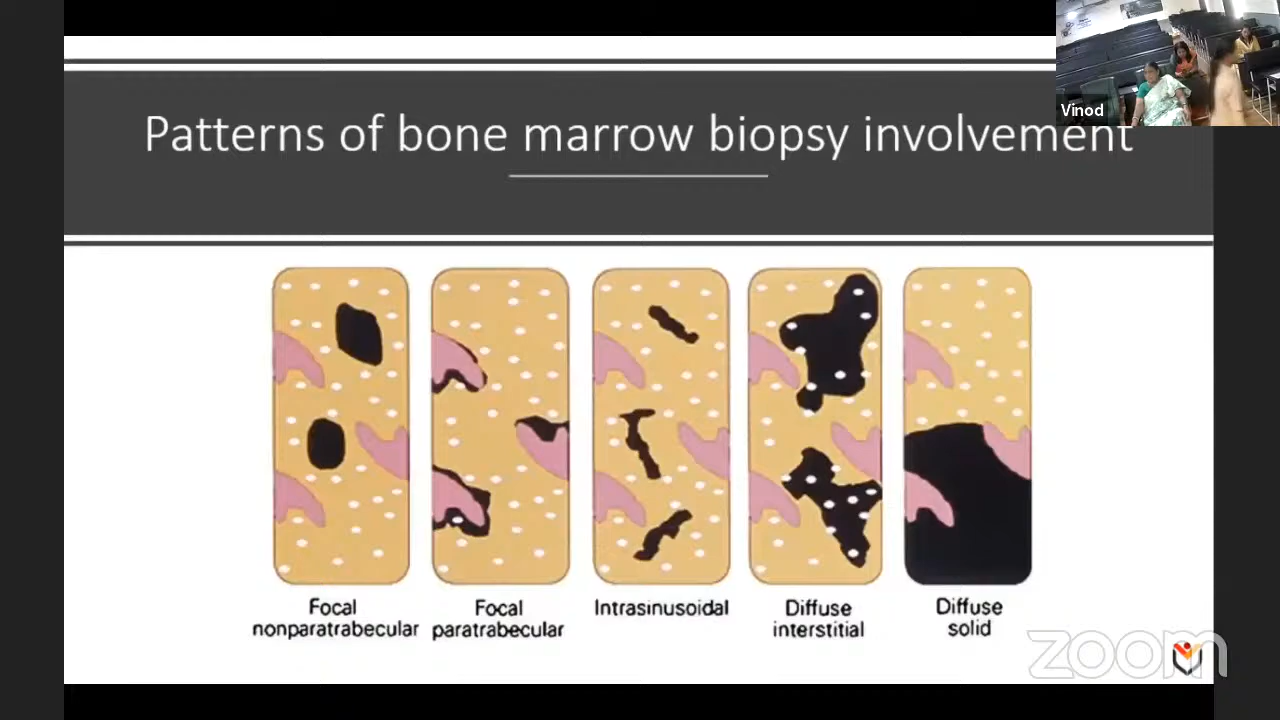 Vinod
Patterns of bone marrow biopsy involvement
Focal
nonparatrabecular
Focal
paratrabecular
Intrasinusoidal
Diffuse
interstitial
Diffuse
solid
zoom